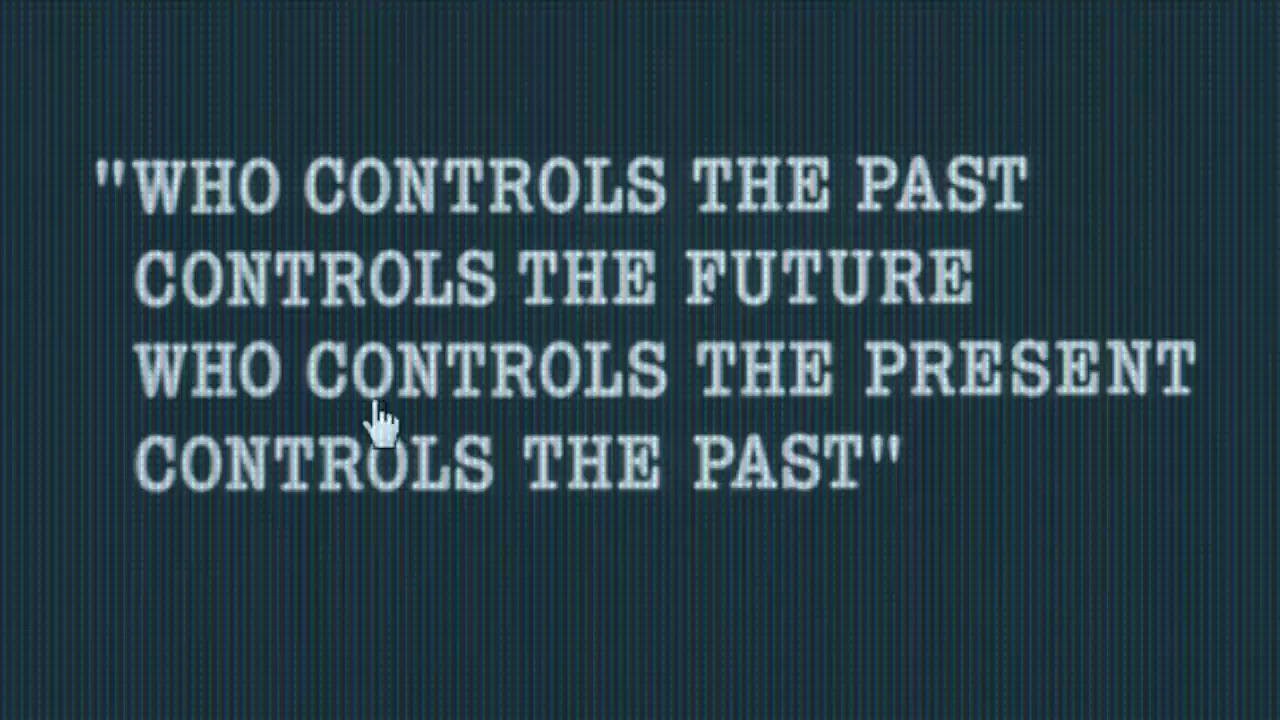 "WHO CONTROLS THE PAST
CONTROLS THE FUTURE
WHO CONTROLS THE PRESENT
CONTROLS THE PAST"